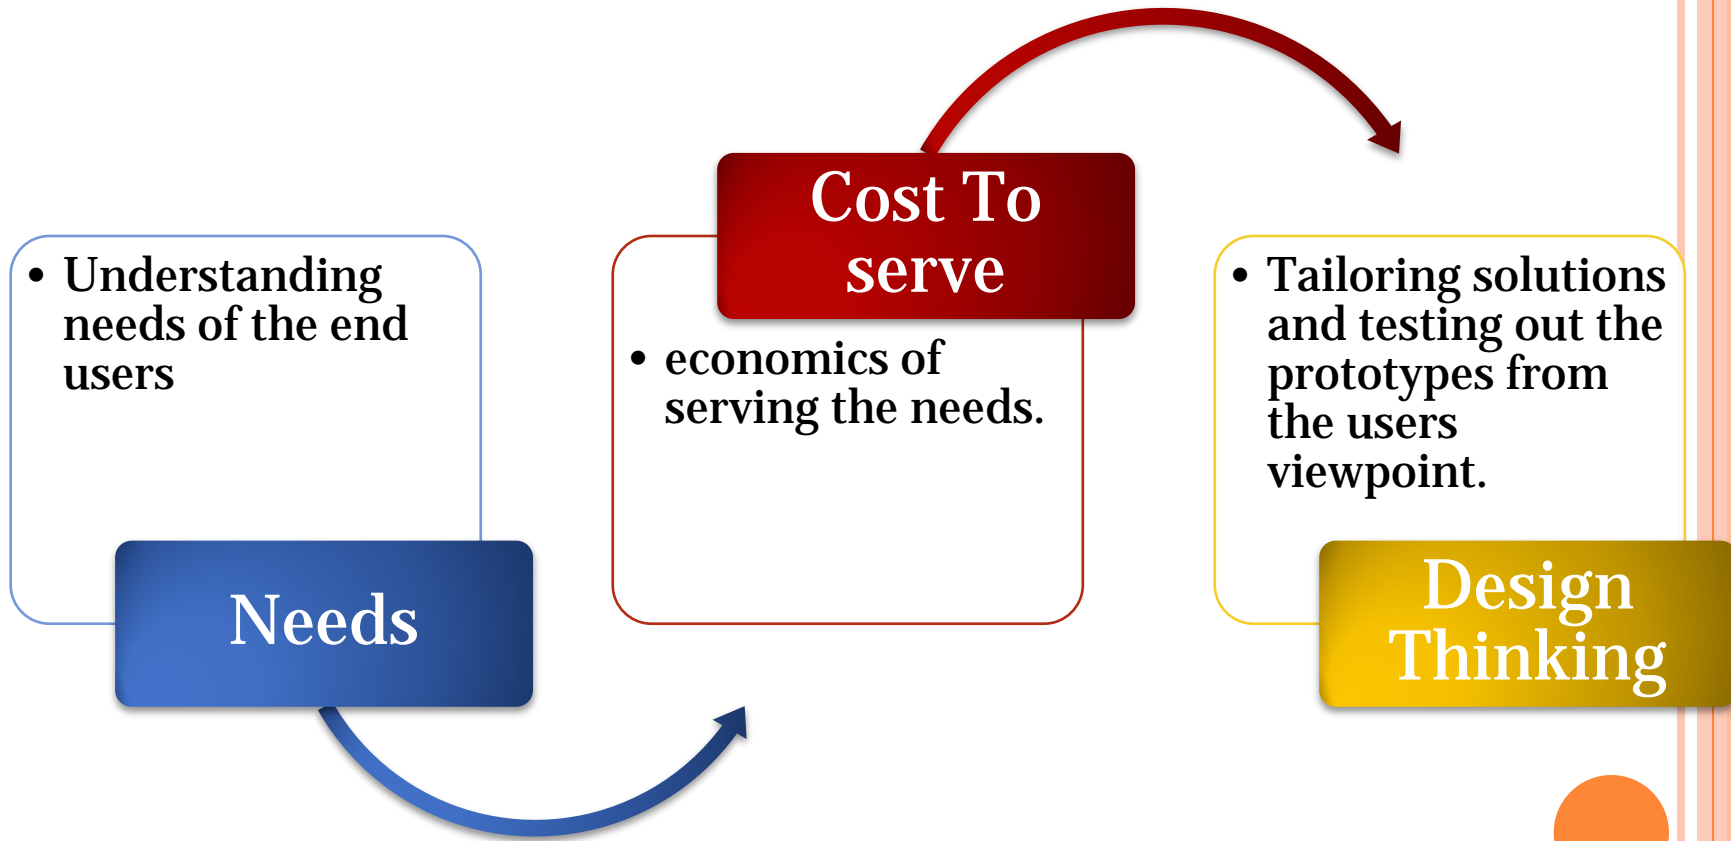 • Understanding
needs of the end
users
Needs
Cost To
serve
• economics of
serving the needs.
• Tailoring solutions
and testing out the
prototypes from
the users
viewpoint.
Design
Thinking